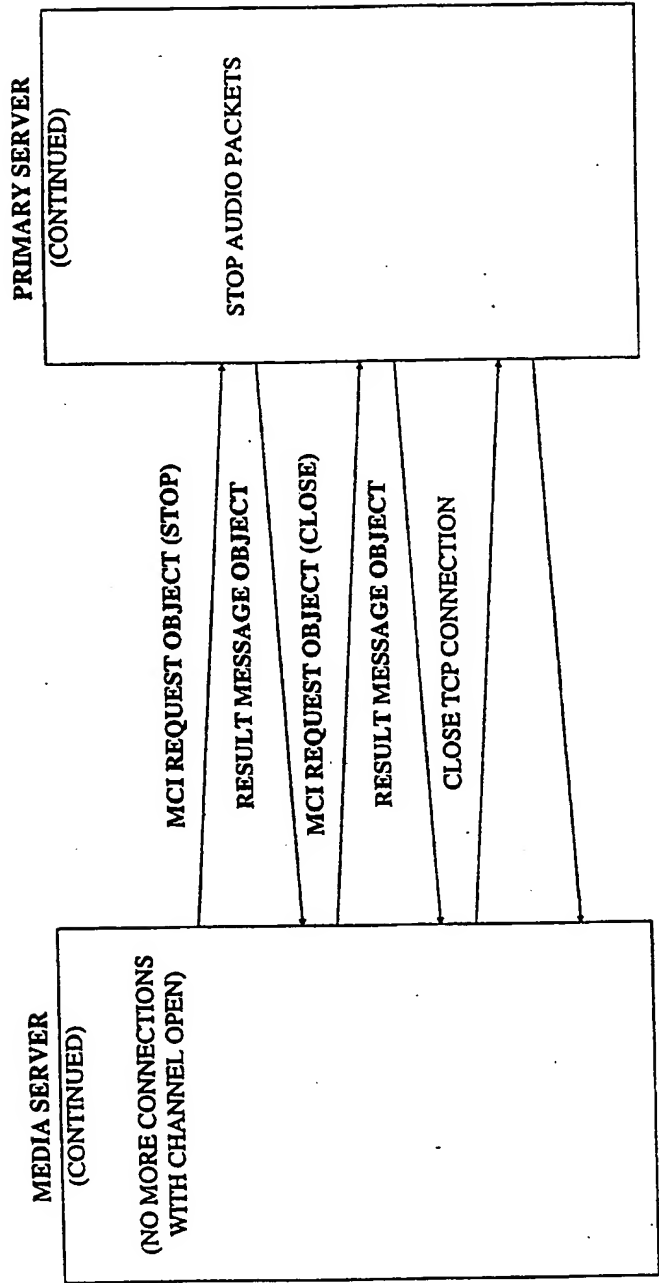 MEDIA SERVER
(CONTINUED)
(NO MORE CONNECTIONS
WITH CHANNEL OPEN)
MCI REQUEST OBJECT (STOP)
RESULT MESSAGE OBJECT
MCI REQUEST OBJECT (CLOSE)
RESULT MESSAGE OBJECT
CLOSE TCP CONNECTION
PRIMARY SERVER
(CONTINUED)
STOP AUDIO PACKETS